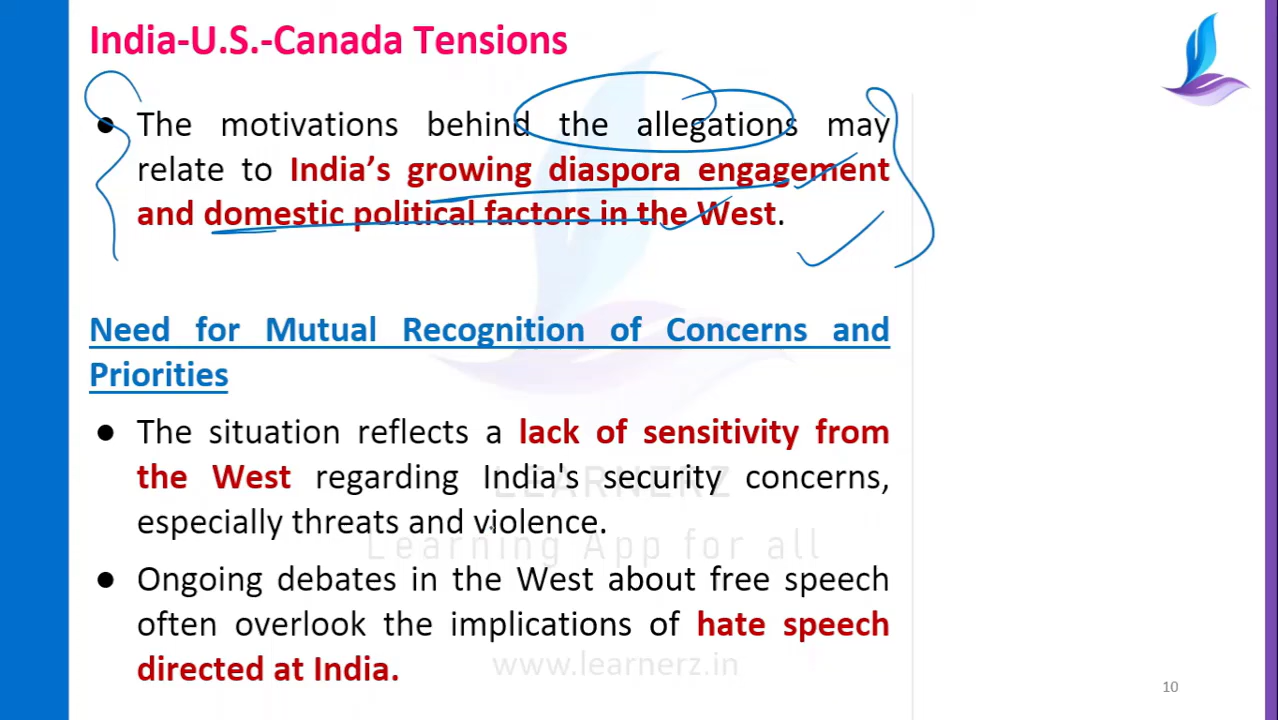 India-U.S.-Canada Tensions
● The motivations behind the allegations may
relate to India’s growing diaspora engagement
and domestic political factors in the West.
Need for Mutual Recognition of Concerns and
Priorities
● The situation reflects a lack of sensitivity from
the West regarding India's security concerns,
especially threats and violence.
LEARNERZ
Learning App for all
● Ongoing debates in the West about free speech
often overlook the implications of hate speech
directed at India.
www.learnerz.in
10